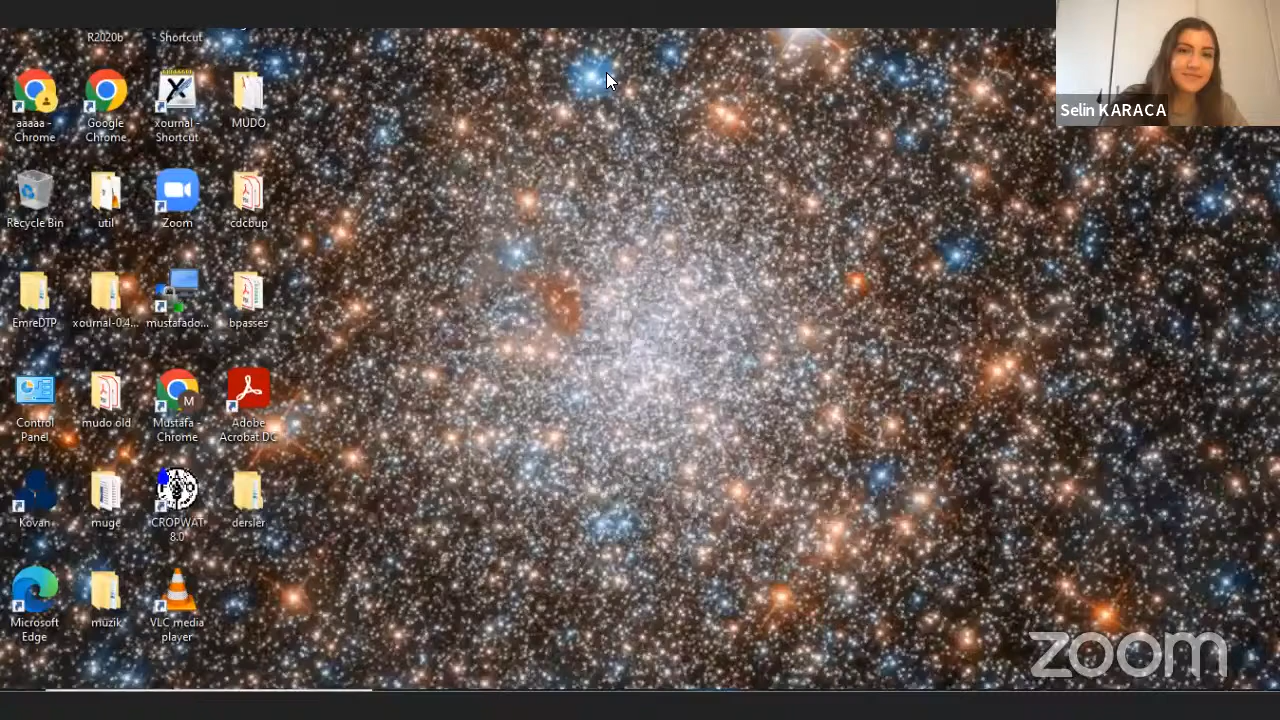 R2020b
- Shortcut
aaaaa -
Chrome
Google
Chrome
xournal -
Shortcut
MUDO
Recycle Bin
util
Zoom
cdcbup
EmreDTP
xournal-0.4...
mustafado...
bpasses
Control
Panel
mudo old
Mustafa -
Chrome
Adobe
Acrobat DC
Kovan
muge
CROPWAT
8.0
dersler
Microsoft
Edge
muzik
VLC media
player
Selin KARACA
zoom